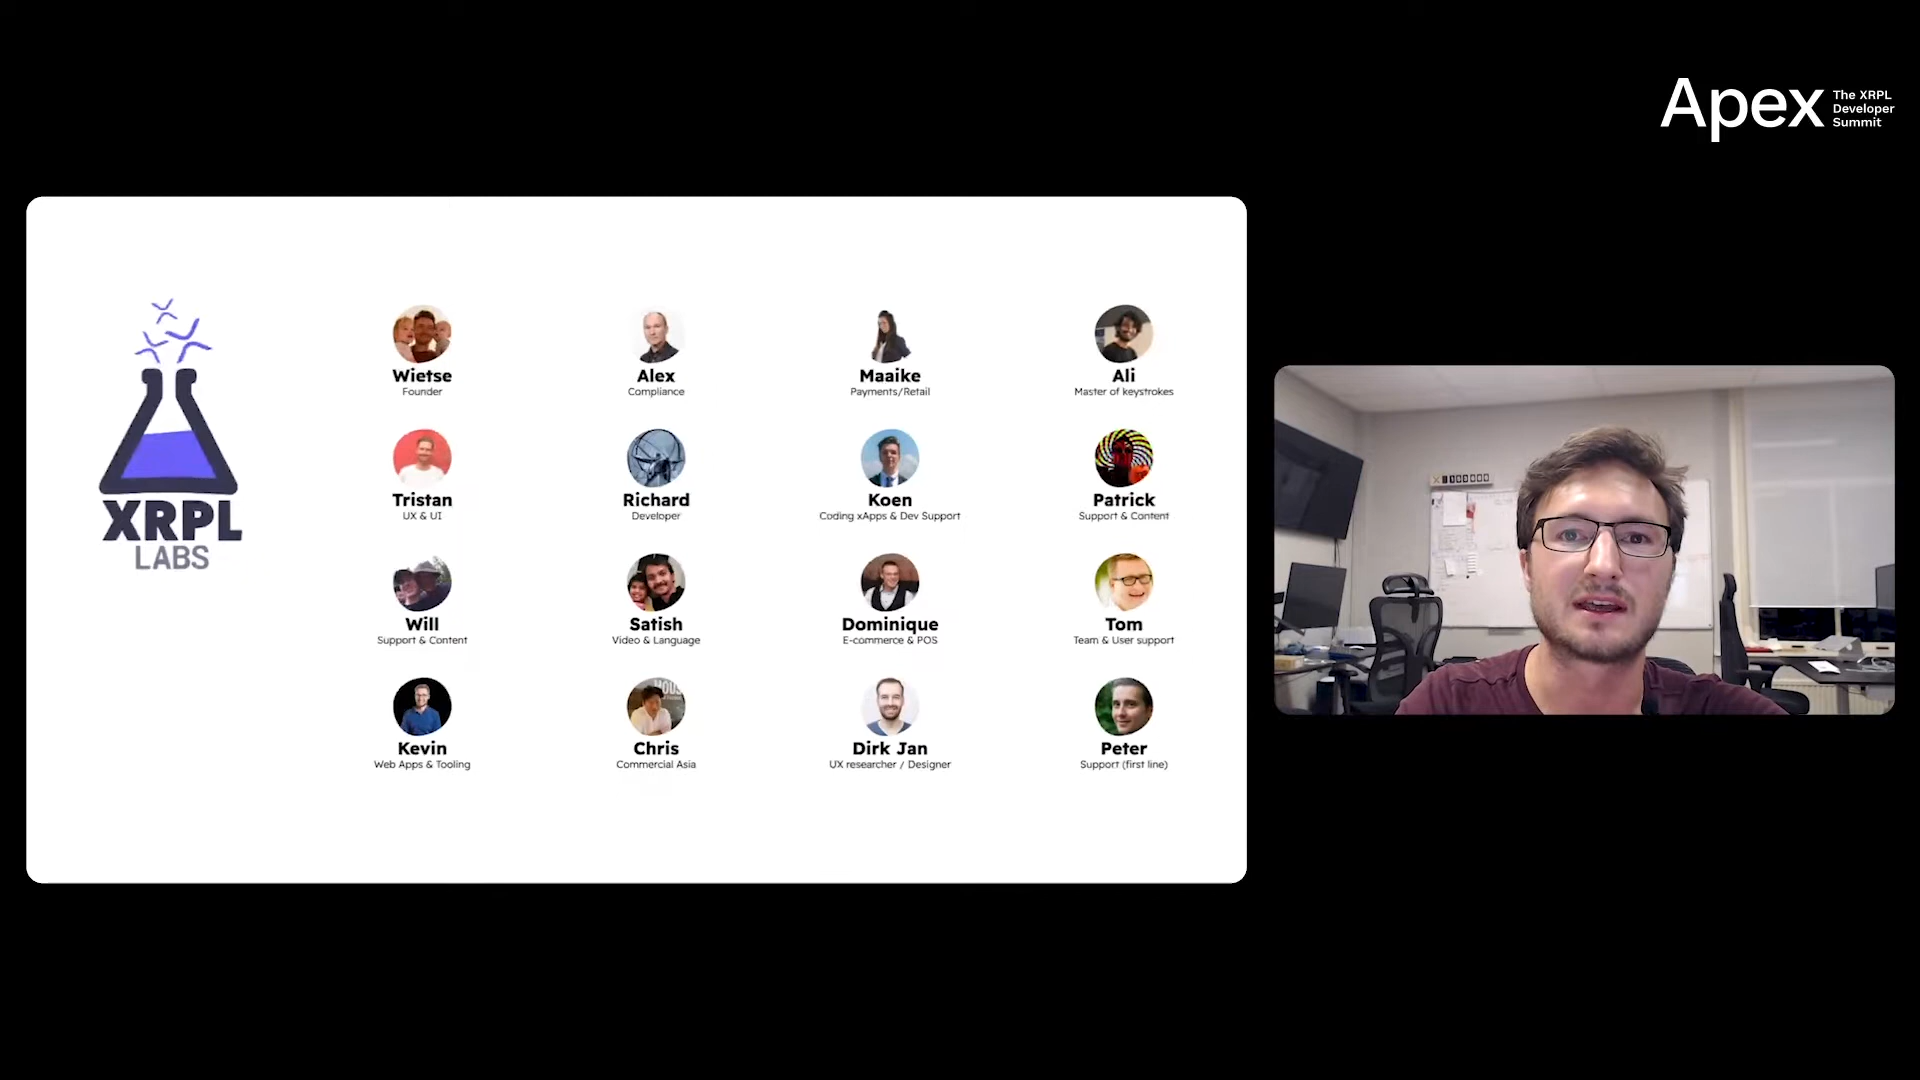 Apex
The XRPL
Developer
Summit
XRPL
LABS
Wietse
Founder
Alex
Compliance
Maaike
Payments/Retail
Ali
Master of keystrokes
Tristan
UX & UI
Richard
Developer
Koen
Coding xApps & Dev Support
Patrick
Support & Content
Will
Support & Content
Satish
Video & Language
Dominique
E-commerce & POS
Tom
Team & User support
Kevin
Web Apps & Tooling
Chris
Commercial Asia
Dirk Jan
UX researcher / Designer
Peter
Support (first line)